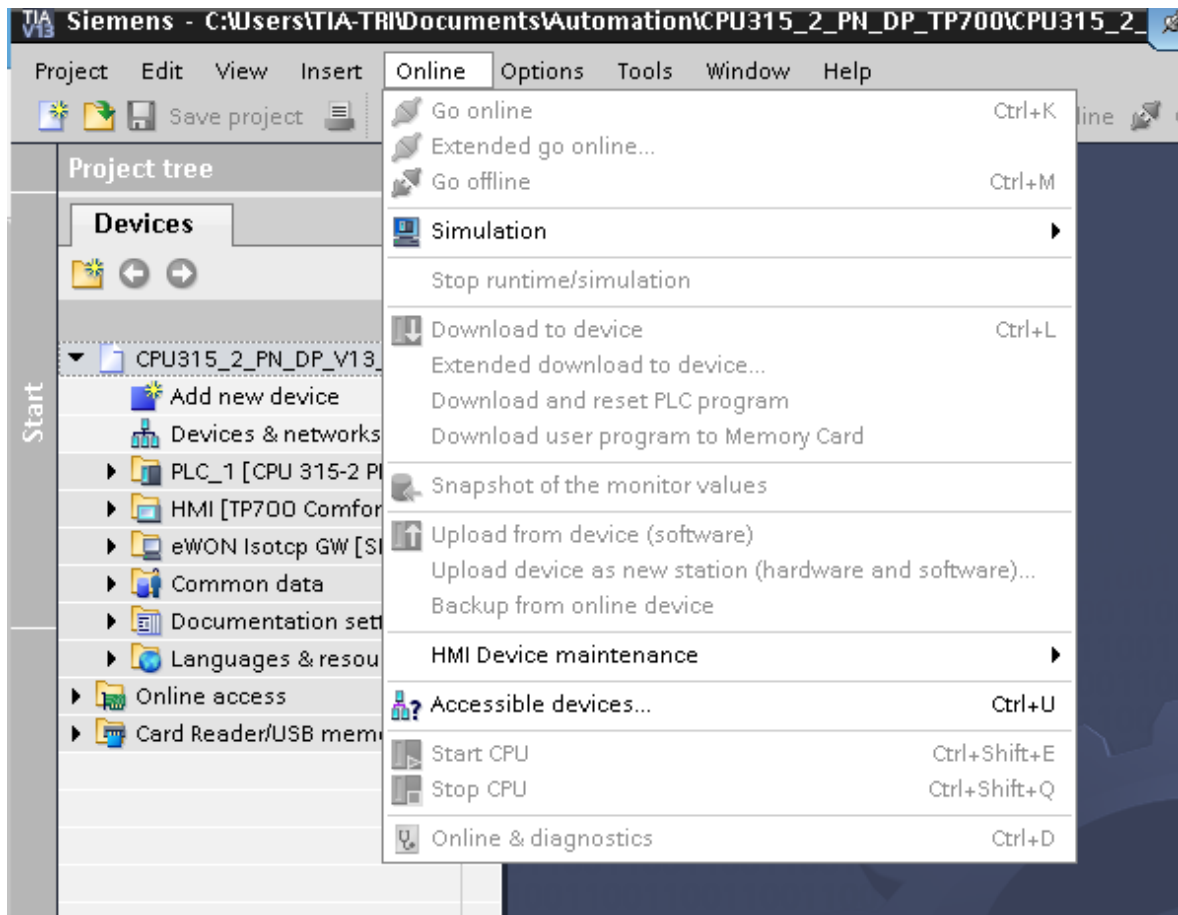 TIA V13 Siemens - C:\Users\TIA-TRI\Documents\Automation\CPU315_2_PN_DP_TP700\CPU315_2_
Project Edit View Insert Online Options Tools Window Help
Save project
Go online Ctrl+K
line
Extended go online...
Go offline Ctrl+M
Simulation
Stop runtime/simulation
Download to device Ctrl+L
Extended download to device...
Download and reset PLC program
Download user program to Memory Card
Snapshot of the monitor values
Upload from device (software)
Upload device as new station (hardware and software)...
Backup from online device
HMI Device maintenance
Accessible devices... Ctrl+U
Start CPU Ctrl+Shift+E
Stop CPU Ctrl+Shift+Q
Online & diagnostics Ctrl+D
Start
Project tree
Devices
CPU315_2_PN_DP_V13_
Add new device
Devices & networks
PLC_1 [CPU 315-2 P
HMI [TP700 Comfor
eWON Isotcp GW [S
Common data
Documentation sett
Languages & resou
Online access
Card Reader/USB mem